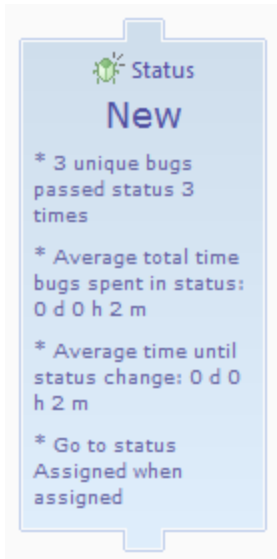 Status
New
* 3 unique bugs
passed status 3
times
* Average total time
bugs spent in status:
0 d 0 h 2 m
* Average time until
status change: 0 d 0
h 2 m
* Go to status
Assigned when
assigned